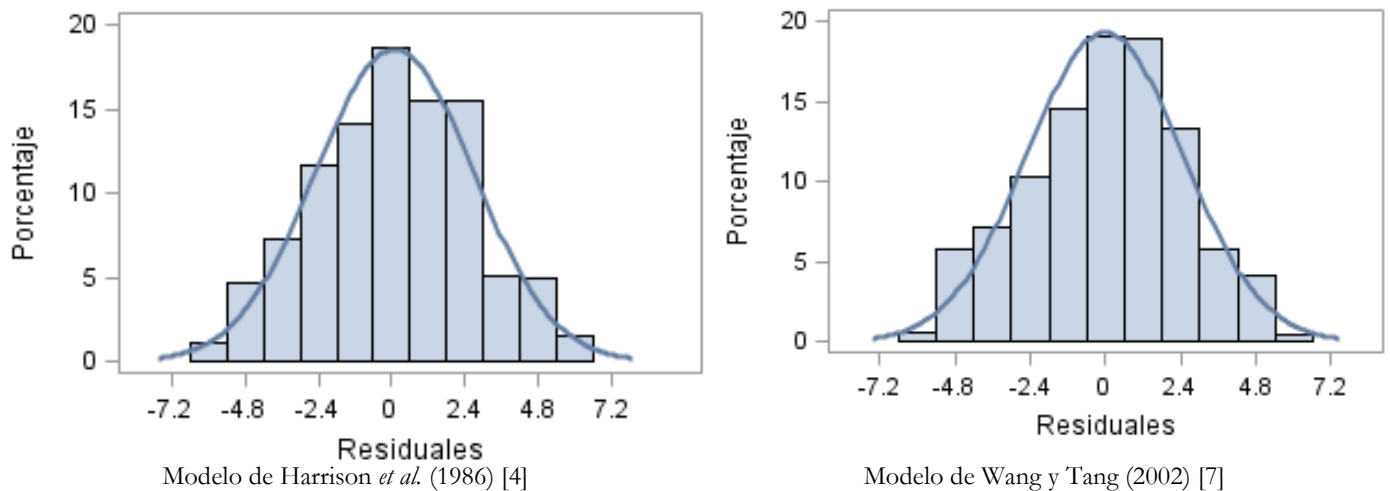 20
15
10
5
0
Porcentaje
-7.2 -4.8 -2.4 0 2.4 4.8 7.2
Residuales
Modelo de Harrison et al. (1986) [4]
20
15
10
5
0
Porcentaje
-7.2 -4.8 -2.4 0 2.4 4.8 7.2
Residuales
Modelo de Wang y Tang (2002) [7]